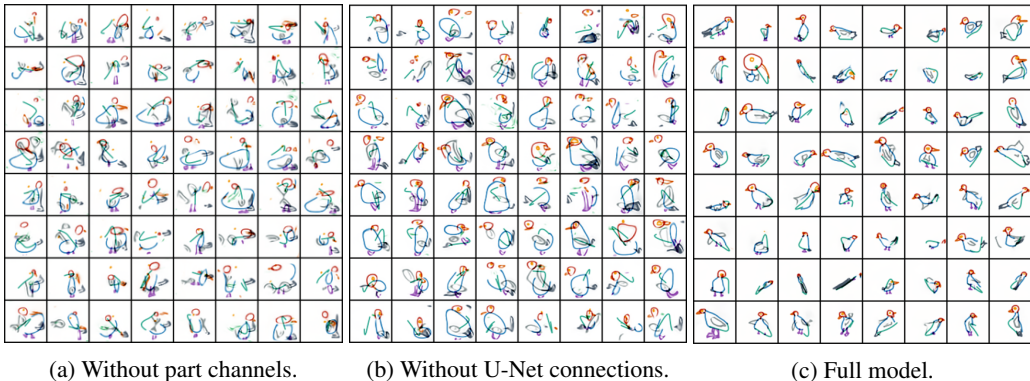 (a) Without part channels.
(b) Without U-Net connections.
(c) Full model.